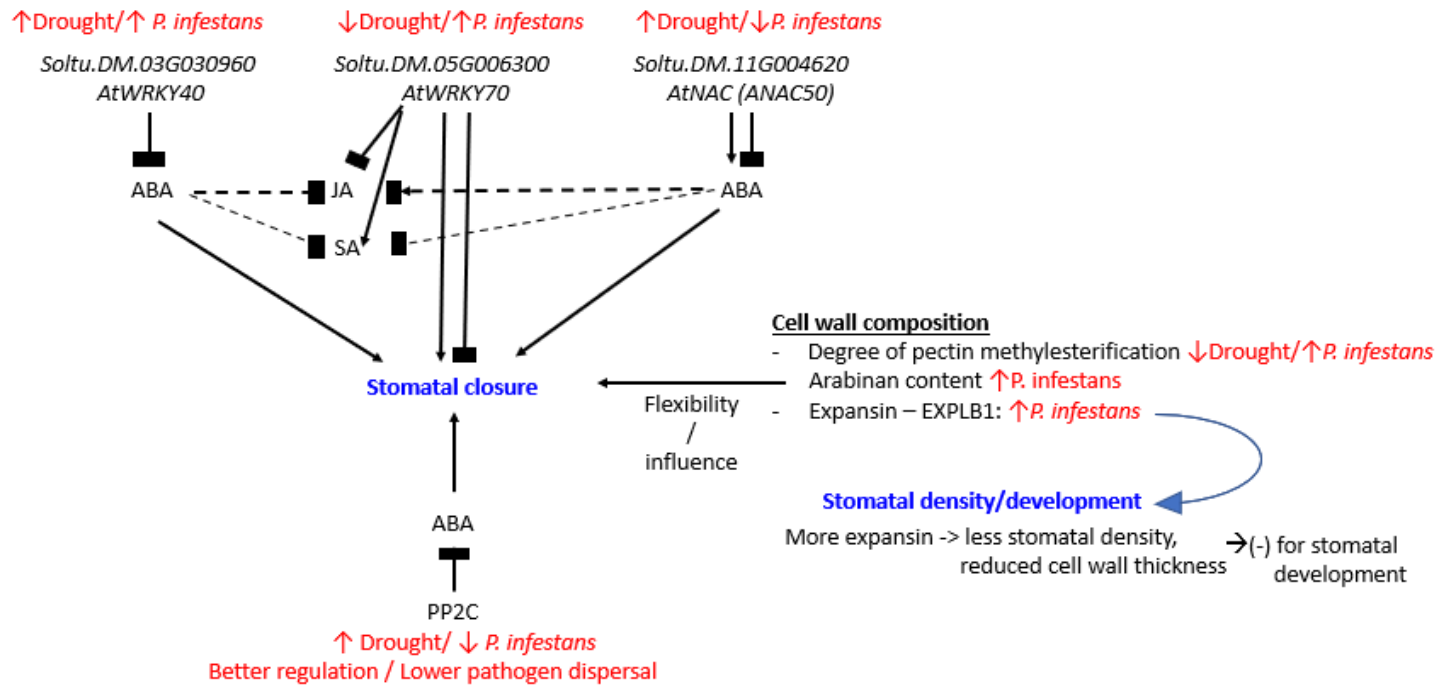 ↑Drought/↑ P. infestans
Soltu.DM.03G030960
AtWRKY40
↓Drought/↑P. infestans
Soltu.DM.05G006300
AtWRKY70
↑Drought/↓P. infestans
Soltu.DM.11G004620
AtNAC (ANAC50)
ABA
JA
ABA
SA
Stomatal closure
Flexibility
/
influence
Cell wall composition
- Degree of pectin methylesterification ↓Drought/↑P. infestans
Arabinan content ↑P. infestans
- Expansin – EXPLB1: ↑P. infestans
Stomatal density/development
More expansin -> less stomatal density,
reduced cell wall thickness
→(-) for stomatal
development
ABA
PP2C
↑ Drought/ ↓ P. infestans
Better regulation / Lower pathogen dispersal